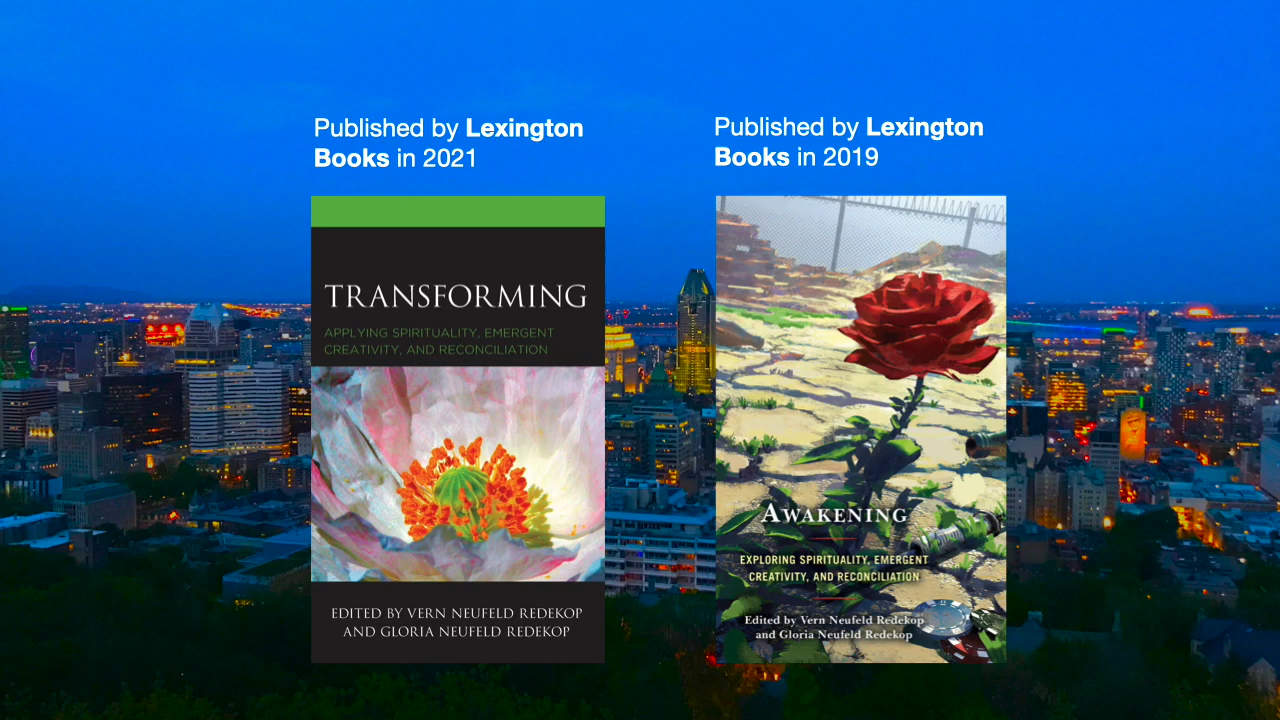 Published by Lexington
Books in 2021
TRANSFORMING
APPLYING SPIRITUALITY, EMERGENT
CREATIVITY, AND RECONCILIATION
EDITED BY VERN NEUFELD REDEKOP
AND GLORIA NEUFELD REDEKOP
Published by Lexington
Books in 2019
AWAKENING
EXPLORING SPIRITUALITY, EMERGENT
CREATIVITY, AND RECONCILIATION
Edited by Vern Neufeld Redekop
and Gloria Neufeld Redekop